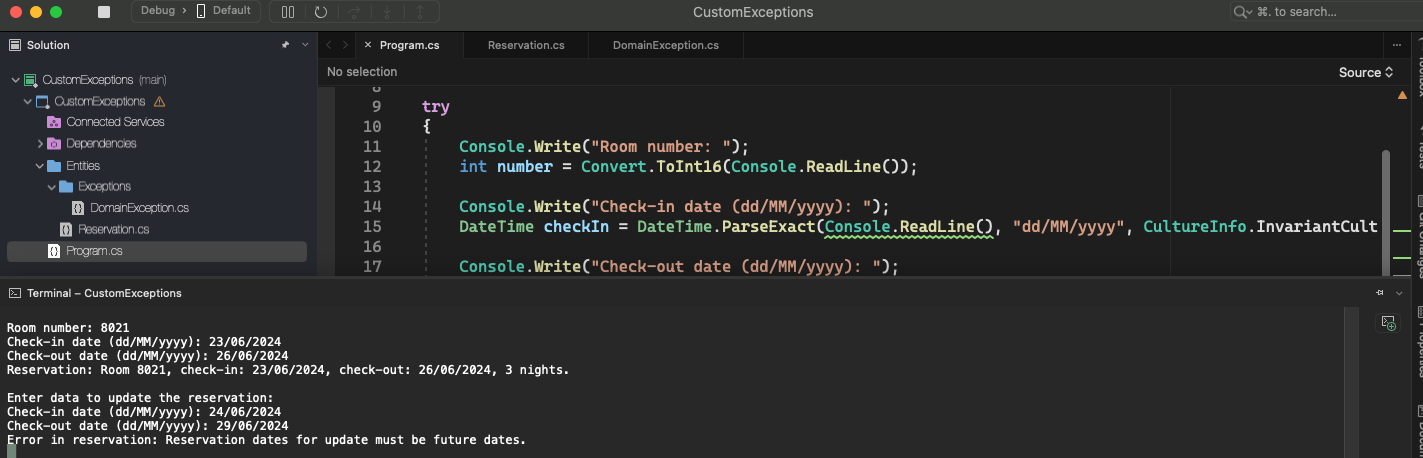 Debug > Default
CustomExceptions
⌘. to search...
Solution
Program.cs
Reservation.cs
DomainException.cs
No selection
Source
CustomExceptions (main)
CustomExceptions
Connected Services
Dependencies
Entities
Exceptions
DomainException.cs
Reservation.cs
Program.cs
8
9 try
10 {
11 Console.Write("Room number: ");
12 int number = Convert.ToInt16(Console.ReadLine());
13
14 Console.Write("Check-in date (dd/MM/yyyy): ");
15 DateTime checkIn = DateTime.ParseExact(Console.ReadLine(), "dd/MM/yyyy", CultureInfo.InvariantCult
16
17 Console.Write("Check-out date (dd/MM/yyyy): ");
Terminal – CustomExceptions
Room number: 8021
Check-in date (dd/MM/yyyy): 23/06/2024
Check-out date (dd/MM/yyyy): 26/06/2024
Reservation: Room 8021, check-in: 23/06/2024, check-out: 26/06/2024, 3 nights.
Enter data to update the reservation:
Check-in date (dd/MM/yyyy): 24/06/2024
Check-out date (dd/MM/yyyy): 29/06/2024
Error in reservation: Reservation dates for update must be future dates.